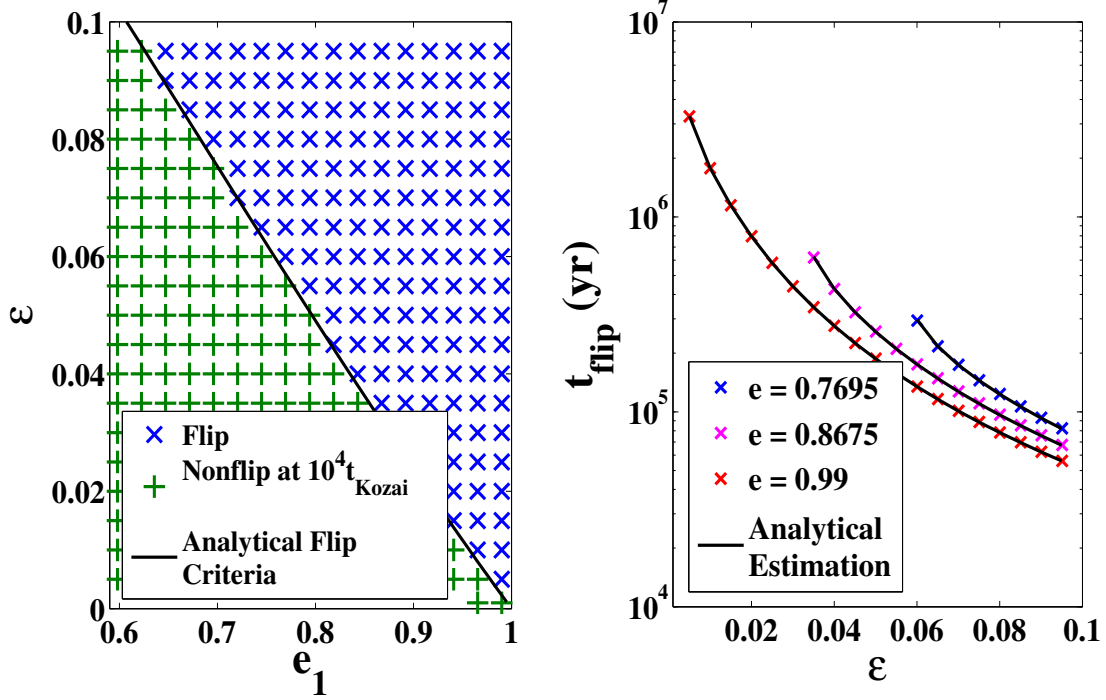 0.1
0.08
0.06
0.04
0.02
0
ε
0.6
0.7
0.8
0.9
1
e1
Flip
Nonflip at 10^4 t_Kozai
Analytical Flip
Criteria
10^7
10^6
10^5
10^4
t_flip (yr)
0.02
0.04
0.06
0.08
0.1
ε
e = 0.7695
e = 0.8675
e = 0.99
Analytical
Estimation